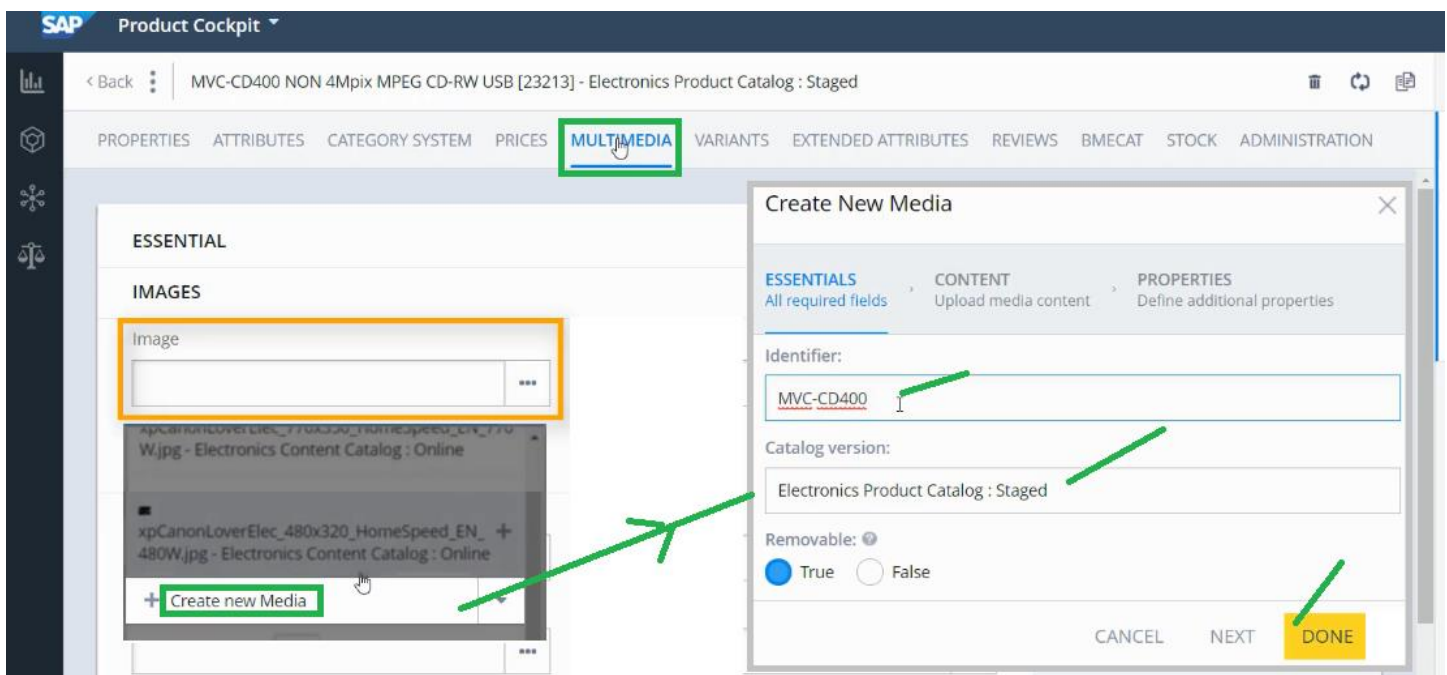 SAP Product Cockpit
< Back MVC-CD400 NON 4Mpix MPEG CD-RW USB [23213] - Electronics Product Catalog : Staged
PROPERTIES ATTRIBUTES CATEGORY SYSTEM PRICES MULTIMEDIA VARIANTS EXTENDED ATTRIBUTES REVIEWS BMECAT STOCK ADMINISTRATION
ESSENTIAL
IMAGES
Image
...
xpCanonLoverElec_770x350_HomeSpeed_EN_770
W.jpg - Electronics Content Catalog : Online
xpCanonLoverElec_480x320_HomeSpeed_EN_ +
480W.jpg - Electronics Content Catalog : Online
+ Create new Media
...
Create New Media
ESSENTIALS > CONTENT > PROPERTIES
All required fields Upload media content Define additional properties
Identifier:
MVC-CD400
Catalog version:
Electronics Product Catalog : Staged
Removable: ?
True False
CANCEL NEXT DONE